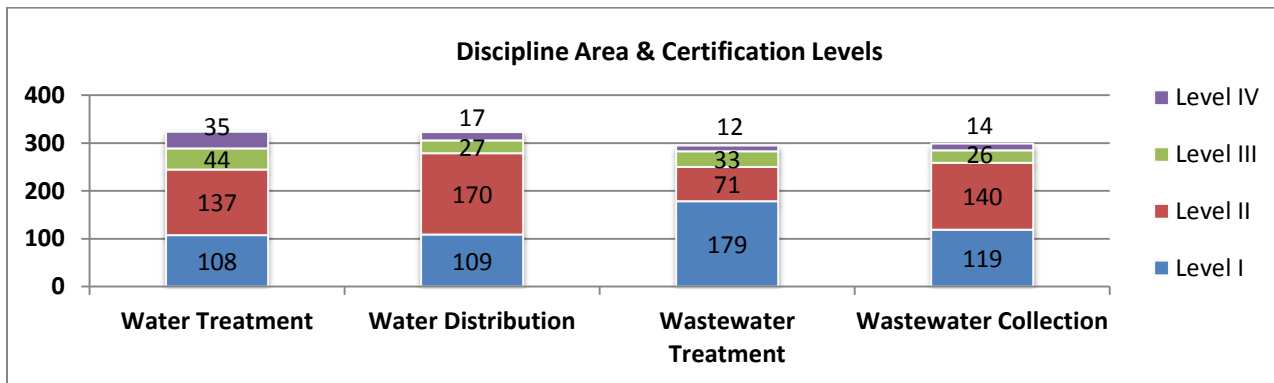 Discipline Area & Certification Levels
400
300
200
100
0
35
44
137
108
17
27
170
109
12
33
71
179
14
26
140
119
Water Treatment
Water Distribution
Wastewater
Treatment
Wastewater Collection
Level IV
Level III
Level II
Level I